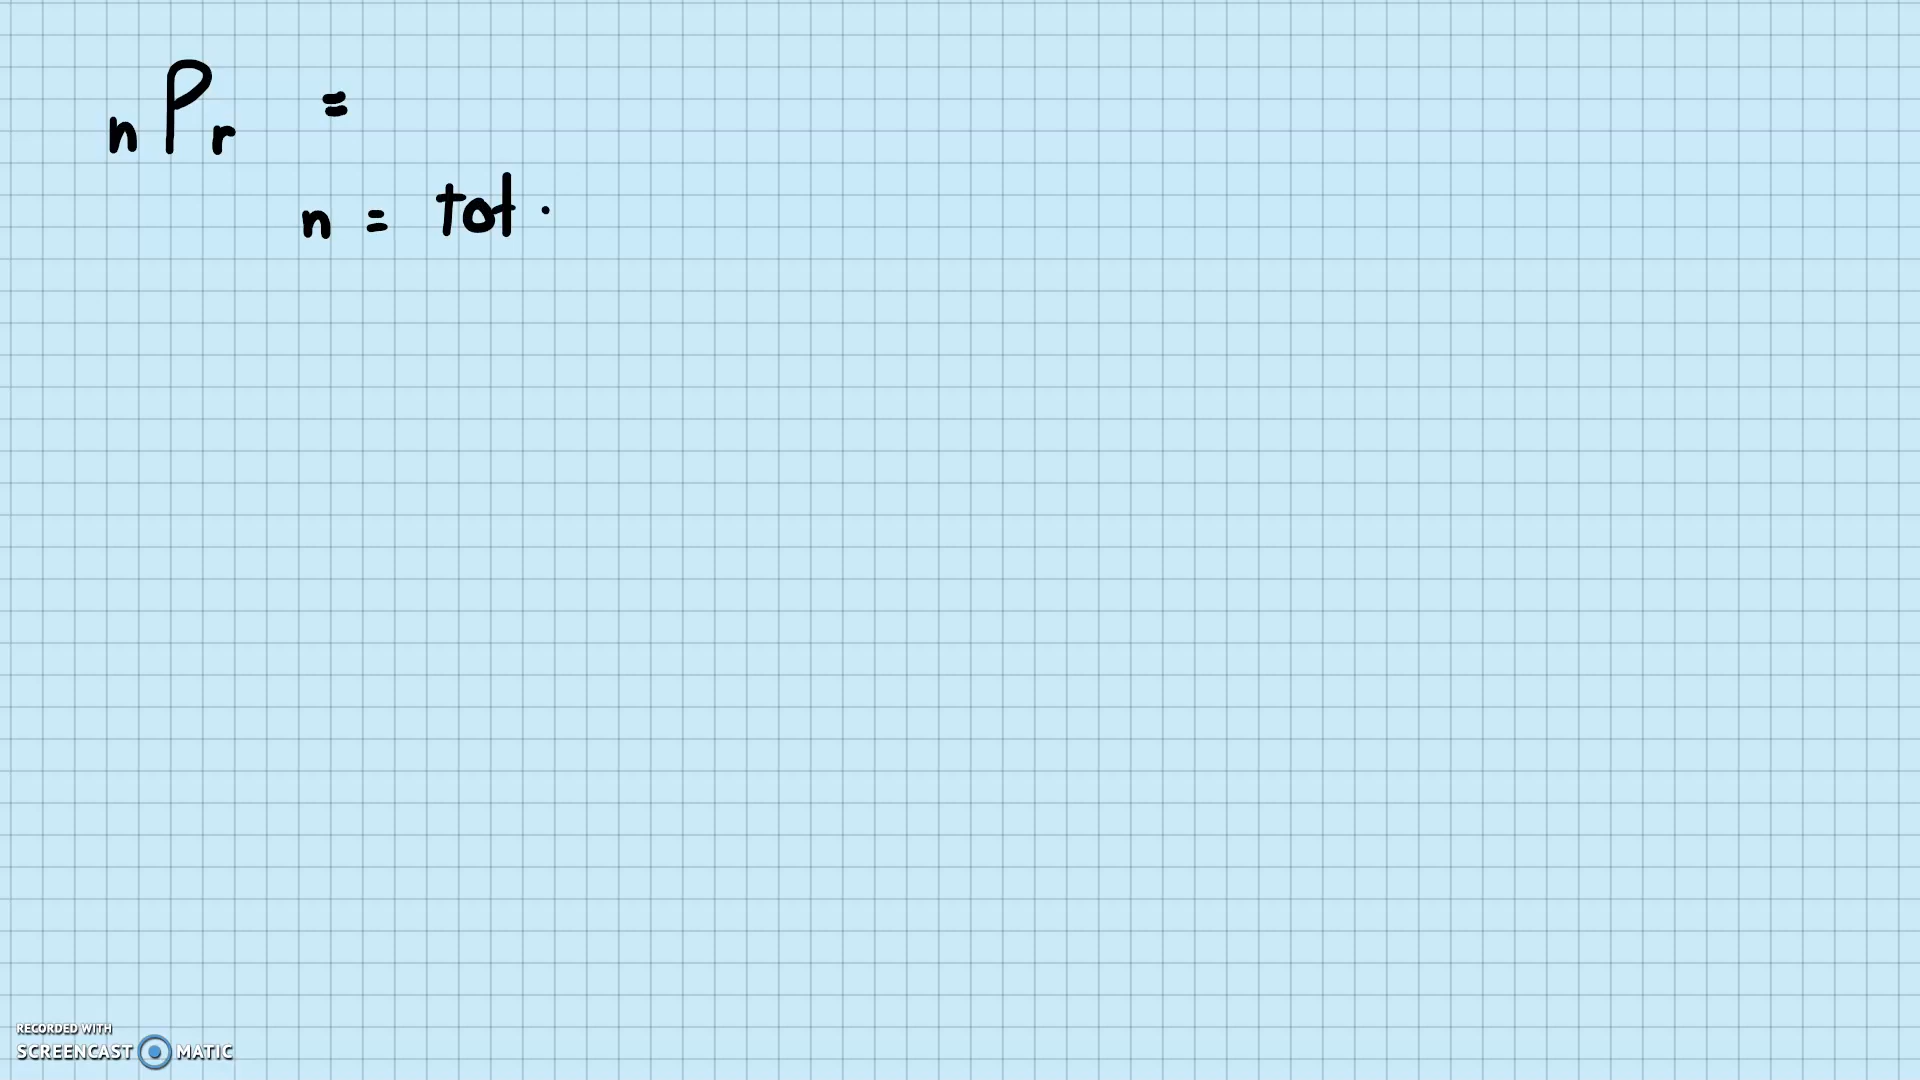 nPr =
n = tot
RECORDED WITH
SCREENCAST MATIC